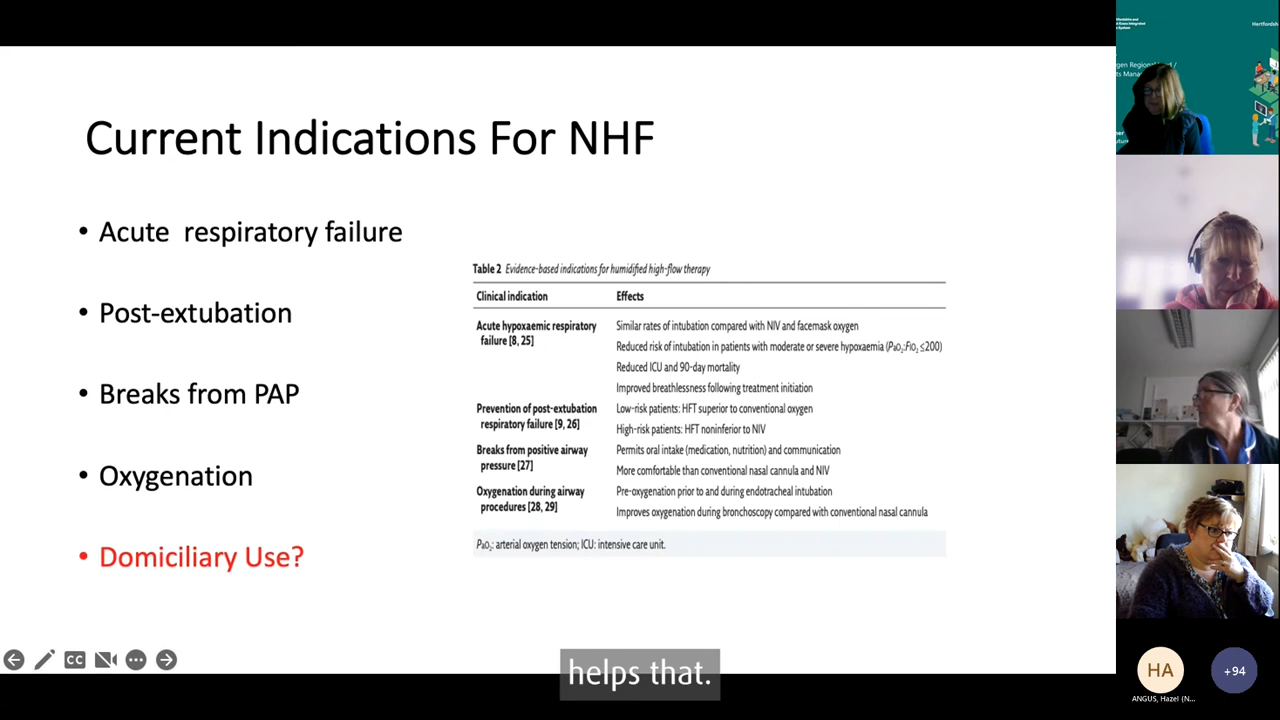 Current Indications For NHF
• Acute respiratory failure
• Post-extubation
• Breaks from PAP
• Oxygenation
• Domiciliary Use?
Table 2 Evidence-based indications for humidified high-flow therapy
Clinical indication Effects
Acute hypoxaemic respiratory failure [8, 25] Similar rates of intubation compared with NIV and facemask oxygen
Reduced risk of intubation in patients with moderate or severe hypoxaemia (PaO₂:FIO₂ ≤200)
Reduced ICU and 90-day mortality
Improved breathlessness following treatment initiation
Prevention of post-extubation respiratory failure [9, 26] Low-risk patients: HFT superior to conventional oxygen
High-risk patients: HFT noninferior to NIV
Breaks from positive airway pressure [27] Permits oral intake (medication, nutrition) and communication
More comfortable than conventional nasal cannula and NIV
Oxygenation during airway procedures [28, 29] Pre-oxygenation prior to and during endotracheal intubation
Improves oxygenation during bronchoscopy compared with conventional nasal cannula
PaO₂: arterial oxygen tension; ICU: intensive care unit.
CC
helps that.
Hertfordsh
gen Regional
ts Mana
HA
+94
ANGUS, Hazel (N...